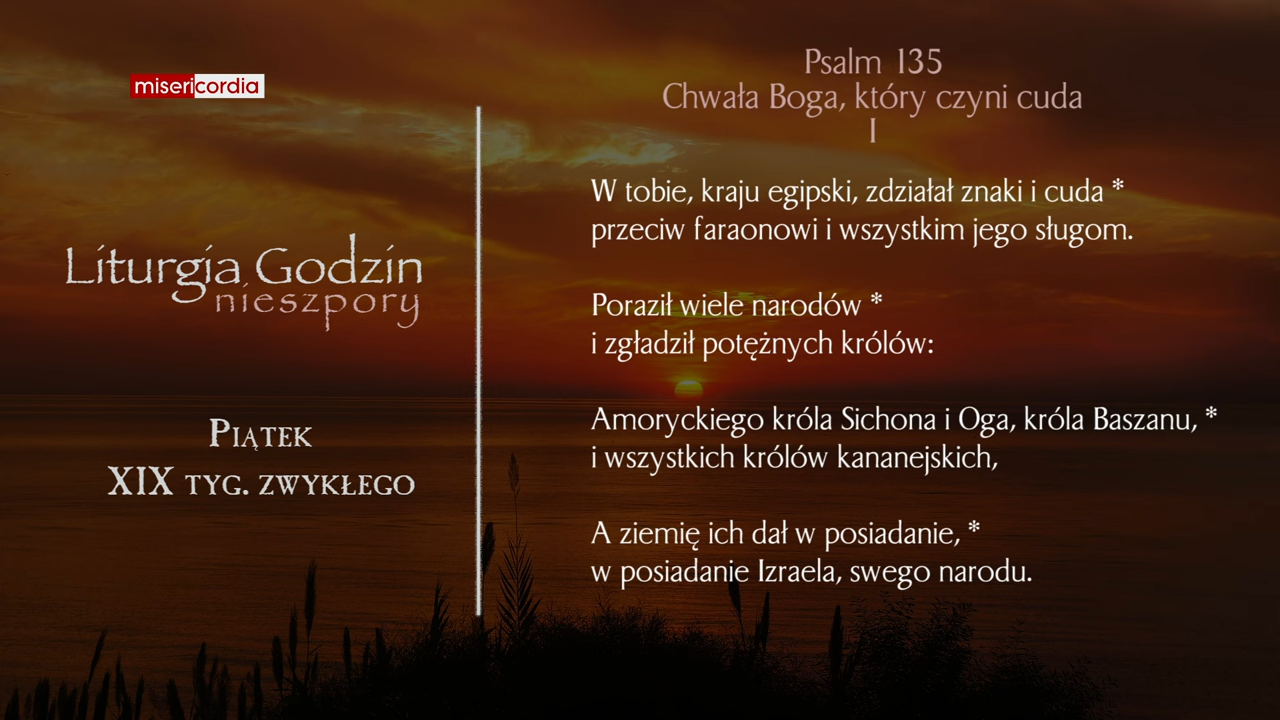 misericordia
Liturgia Godzin
nieszpory
Piątek
XIX tyg. zwykłego
Psalm 135
Chwała Boga, który czyni cuda
I
W tobie, kraju egipski, zdziałał znaki i cuda *
przeciw faraonowi i wszystkim jego sługom.
Poraził wiele narodów *
i zgładził potężnych królów:
Amoryckiego króla Sichona i Oga, króla Baszanu, *
i wszystkich królów kananejskich,
A ziemię ich dał w posiadanie, *
w posiadanie Izraela, swego narodu.